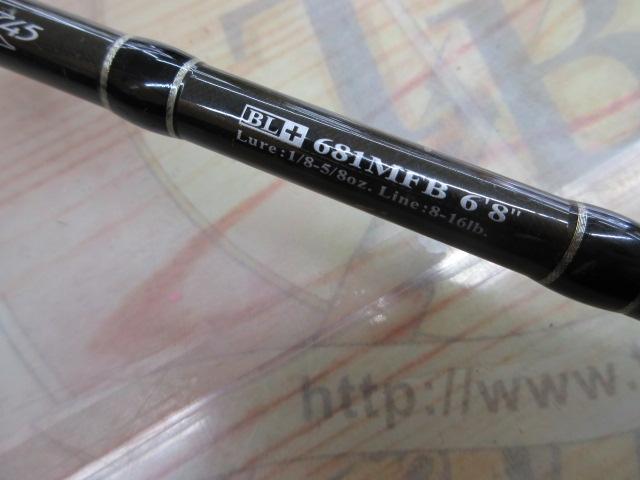 BL+ 681MFB 6'8"
Lure:1/8-5/8oz. Line:8-16lb.
http://www.